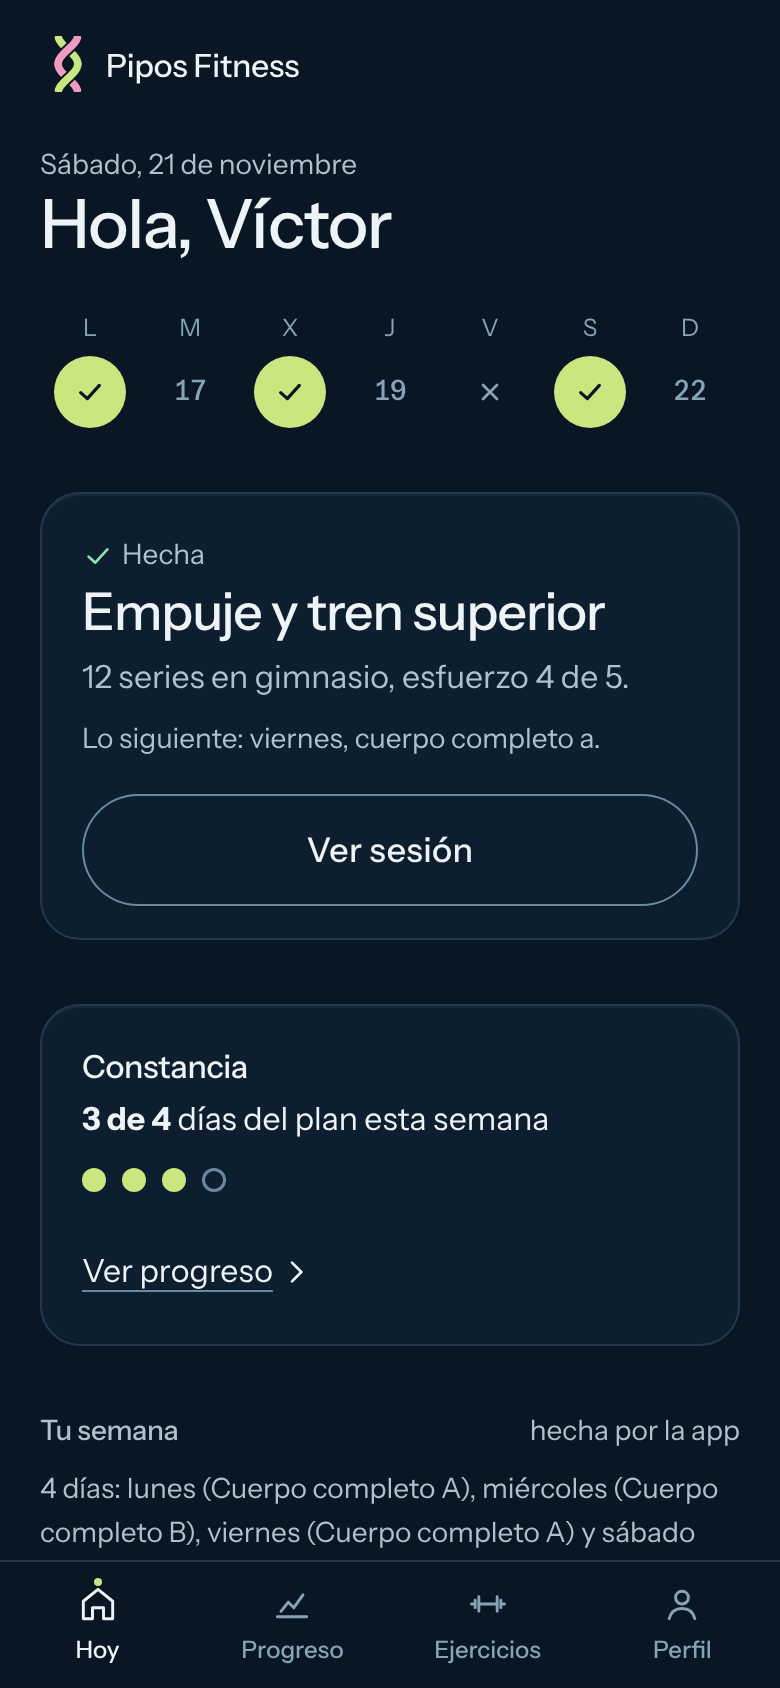 Pipos Fitness
Sábado, 21 de noviembre
Hola, Víctor
L M X J V S D
17 19 22
Hecha
Empuje y tren superior
12 series en gimnasio, esfuerzo 4 de 5.
Lo siguiente: viernes, cuerpo completo a.
Ver sesión
Constancia
3 de 4 días del plan esta semana
Ver progreso
Tu semana hecha por la app
4 días: lunes (Cuerpo completo A), miércoles (Cuerpo
completo B), viernes (Cuerpo completo A) y sábado
Hoy Progreso Ejercicios Perfil